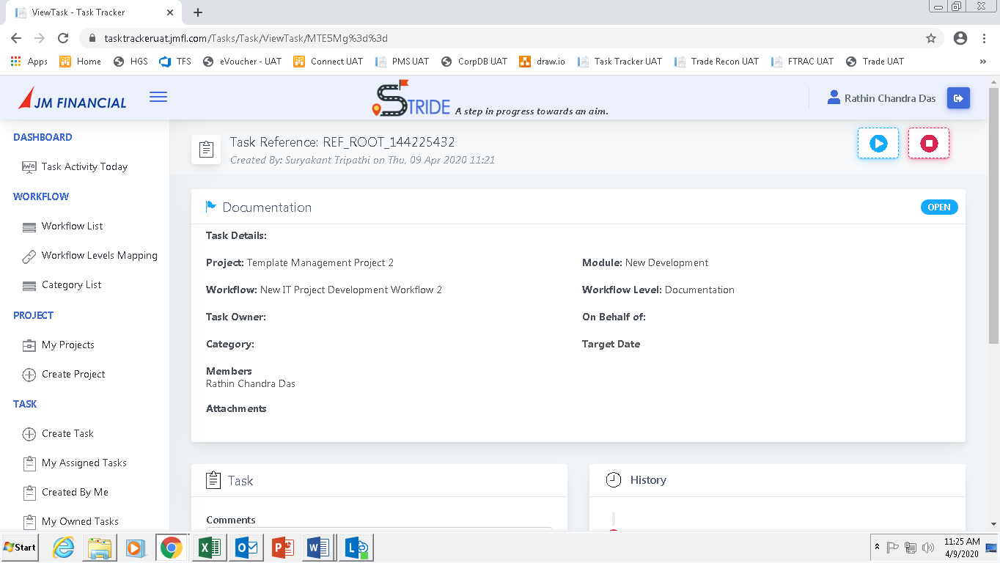 ViewTask - Task Tracker
tasktrackeruat.jmfl.com/Tasks/Task/ViewTask/MTE5Mg%3d%3d
Apps Home HGS TFS eVoucher - UAT Connect UAT PMS UAT CorpDB UAT draw.io Task Tracker UAT Trade Recon UAT FTRAC UAT Trade UAT
JM FINANCIAL
STRIDE A step in progress towards an aim.
Rathin Chandra Das
DASHBOARD
Task Activity Today
WORKFLOW
Workflow List
Workflow Levels Mapping
Category List
PROJECT
My Projects
Create Project
TASK
Create Task
My Assigned Tasks
Created By Me
My Owned Tasks
Task Reference: REF_ROOT_144225432
Created By: Suryakant Tripathi on Thu, 09 Apr 2020 11:21
Documentation
OPEN
Task Details:
Project: Template Management Project 2
Module: New Development
Workflow: New IT Project Development Workflow 2
Workflow Level: Documentation
Task Owner:
On Behalf of:
Category:
Target Date
Members
Rathin Chandra Das
Attachments
Task
Comments
History
Start
11:25 AM
4/9/2020